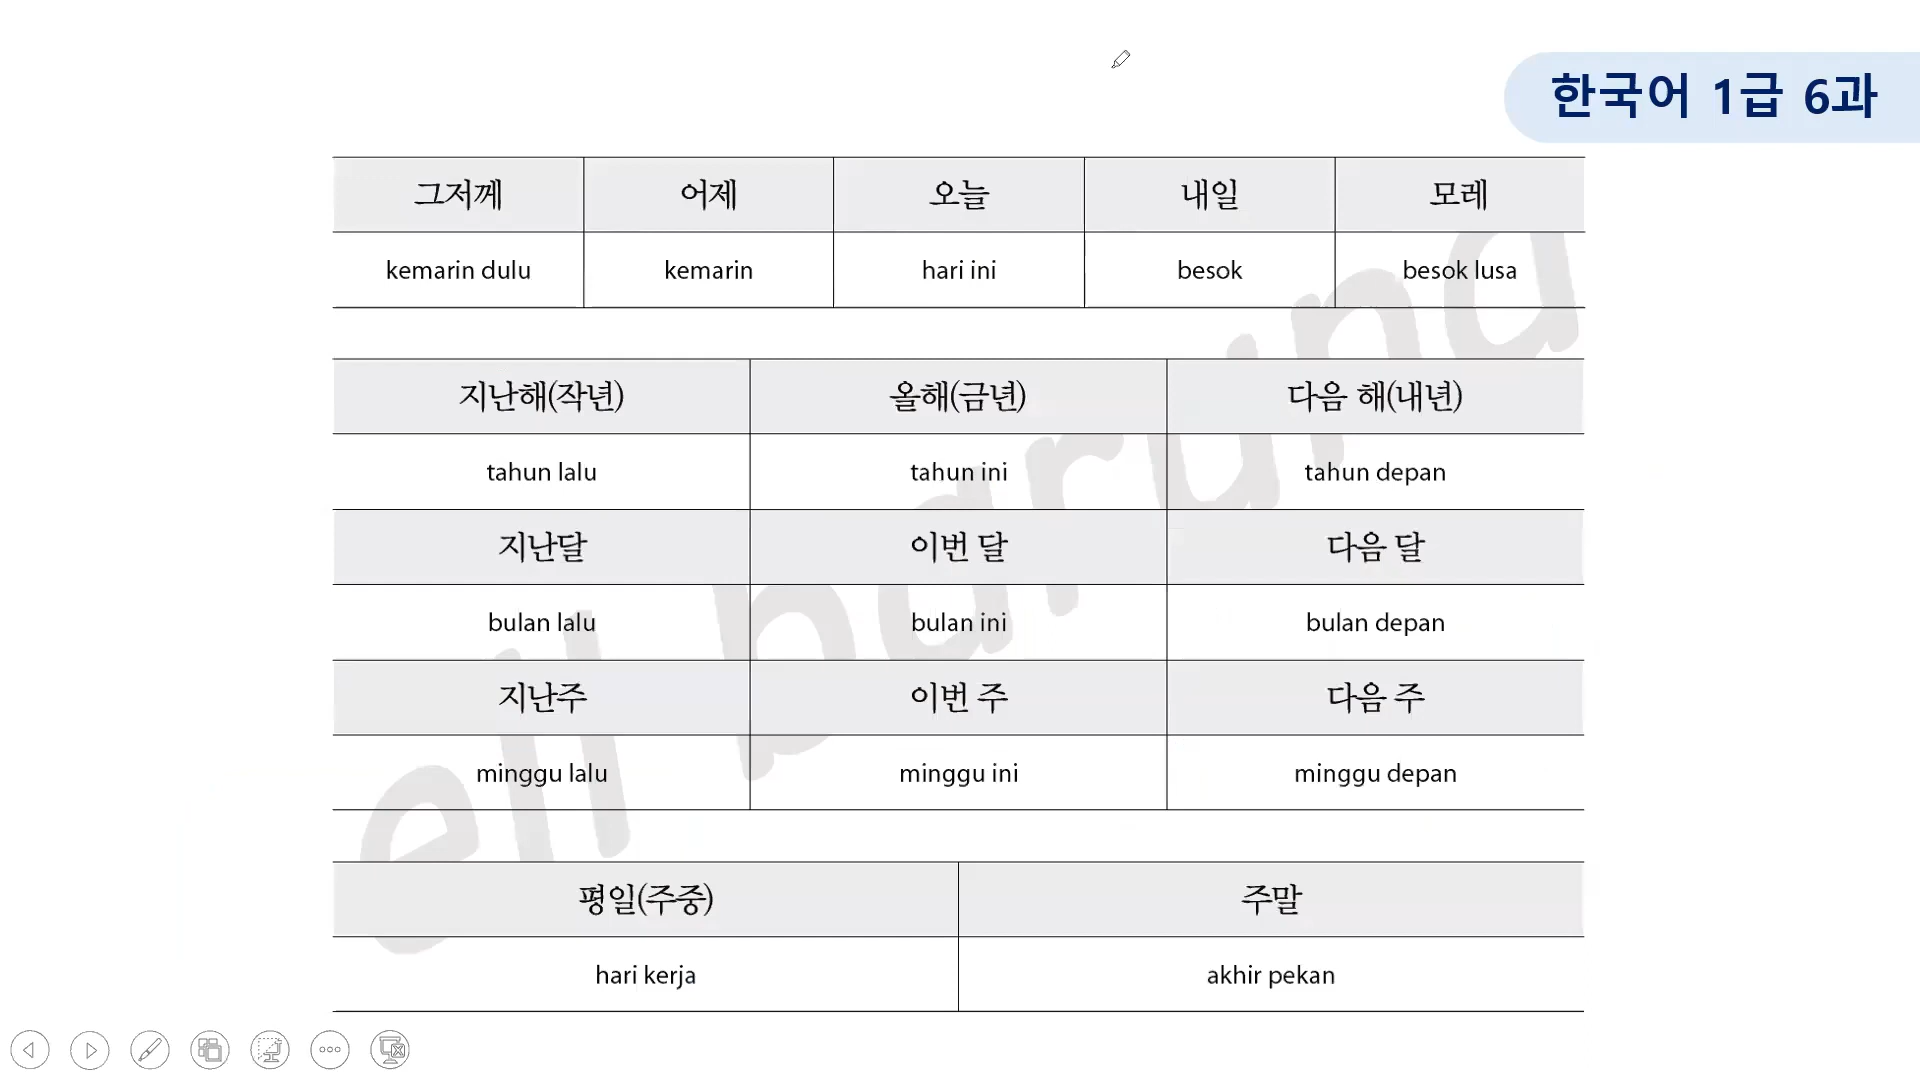 한국어 1급 6과
그저께 어제 오늘 내일 모레
kemarin dulu kemarin hari ini besok besok lusa
지난해(작년) 올해(금년) 다음 해(내년)
tahun lalu tahun ini tahun depan
지난달 이번 달 다음 달
bulan lalu bulan ini bulan depan
지난주 이번 주 다음 주
minggu lalu minggu ini minggu depan
평일(주중) 주말
hari kerja akhir pekan